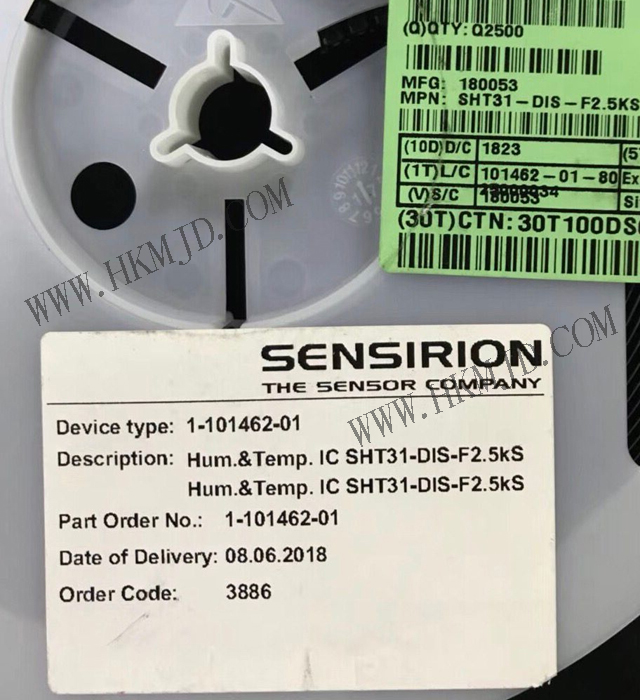 (Q)QTY: Q2500
MFG: 180053
MPN: SHT31-DIS-F2.5KS
(10D)D/C 1823
(1T)L/C 101462-01-80 Ex
(V)S/C 180053 Si
(30T)CTN: 30T100DS
WWW.HKMJD.COM
SENSIRION
THE SENSOR COMPANY
WWW.HKMJD.COM
Device type: 1-101462-01
Description: Hum.&Temp. IC SHT31-DIS-F2.5kS
Hum.&Temp. IC SHT31-DIS-F2.5kS
Part Order No.: 1-101462-01
Date of Delivery: 08.06.2018
Order Code: 3886